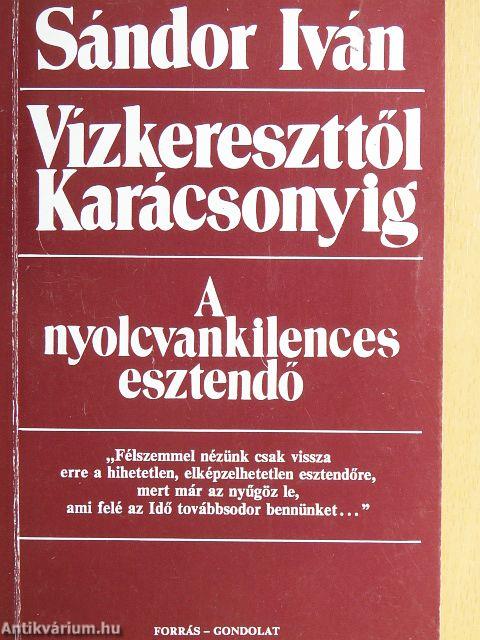 Sándor Iván
Vízkereszttől
Karácsonyig
A
nyolcvankilences
esztendő
„Félszemmel nézünk csak vissza
erre a hihetetlen, elképzelhetetlen esztendőre,
mert már az nyűgöz le,
ami felé az Idő továbbsodor bennünket...”
FORRÁS – GONDOLAT
Antikvárium.hu